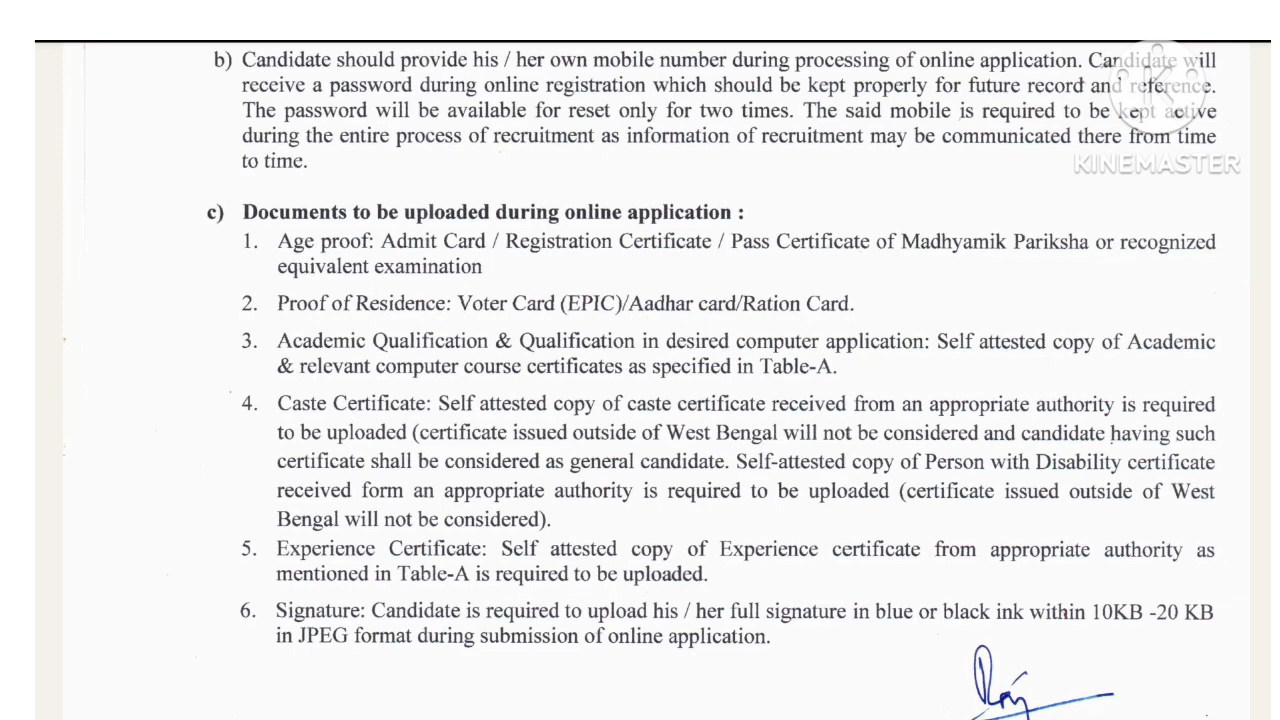 b) Candidate should provide his / her own mobile number during processing of online application. Candidate will
receive a password during online registration which should be kept properly for future record and reference.
The password will be available for reset only for two times. The said mobile is required to be kept active
during the entire process of recruitment as information of recruitment may be communicated there from time
to time.
KINEMASTER
c) Documents to be uploaded during online application :
1. Age proof: Admit Card / Registration Certificate / Pass Certificate of Madhyamik Pariksha or recognized
equivalent examination
2. Proof of Residence: Voter Card (EPIC)/Aadhar card/Ration Card.
3. Academic Qualification & Qualification in desired computer application: Self attested copy of Academic
& relevant computer course certificates as specified in Table-A.
4. Caste Certificate: Self attested copy of caste certificate received from an appropriate authority is required
to be uploaded (certificate issued outside of West Bengal will not be considered and candidate having such
certificate shall be considered as general candidate. Self-attested copy of Person with Disability certificate
received form an appropriate authority is required to be uploaded (certificate issued outside of West
Bengal will not be considered).
5. Experience Certificate: Self attested copy of Experience certificate from appropriate authority as
mentioned in Table-A is required to be uploaded.
6. Signature: Candidate is required to upload his / her full signature in blue or black ink within 10KB -20 KB
in JPEG format during submission of online application.